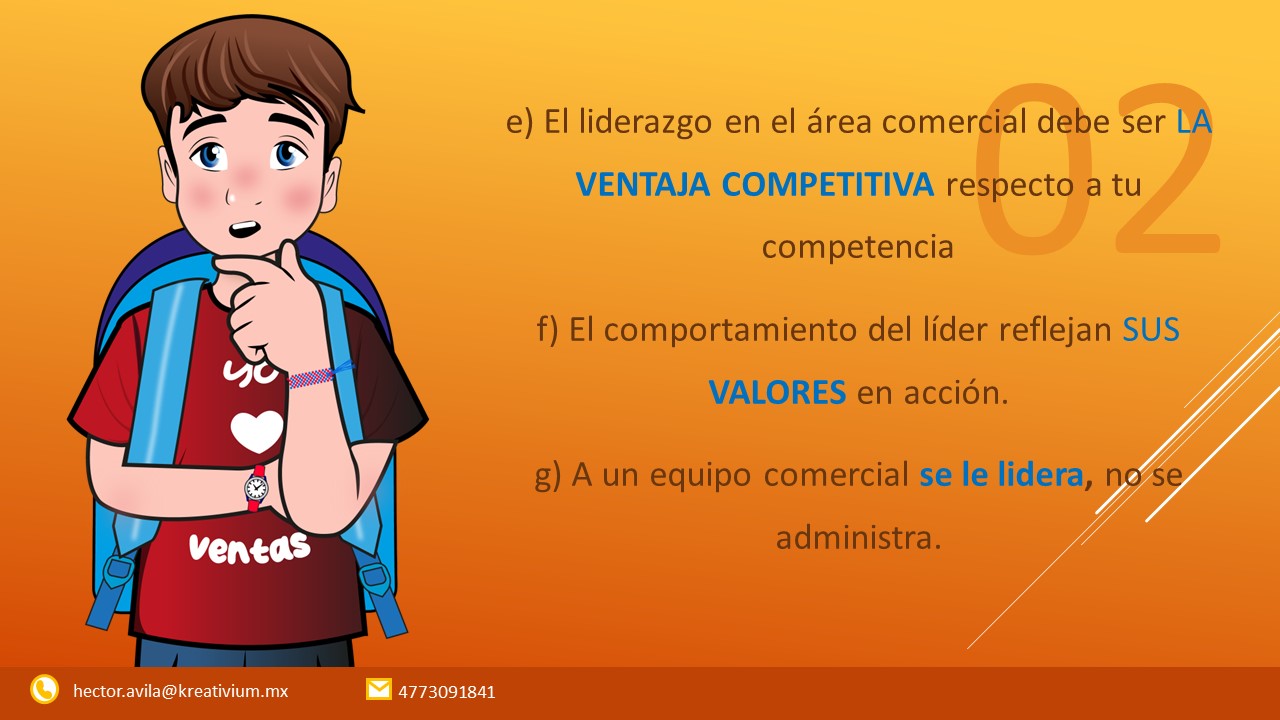 02
e) El liderazgo en el área comercial debe ser LA
VENTAJA COMPETITIVA respecto a tu
competencia
f) El comportamiento del líder reflejan SUS
VALORES en acción.
g) A un equipo comercial se le lidera, no se
administra.
yo
ventas
hector.avila@kreativium.mx
4773091841